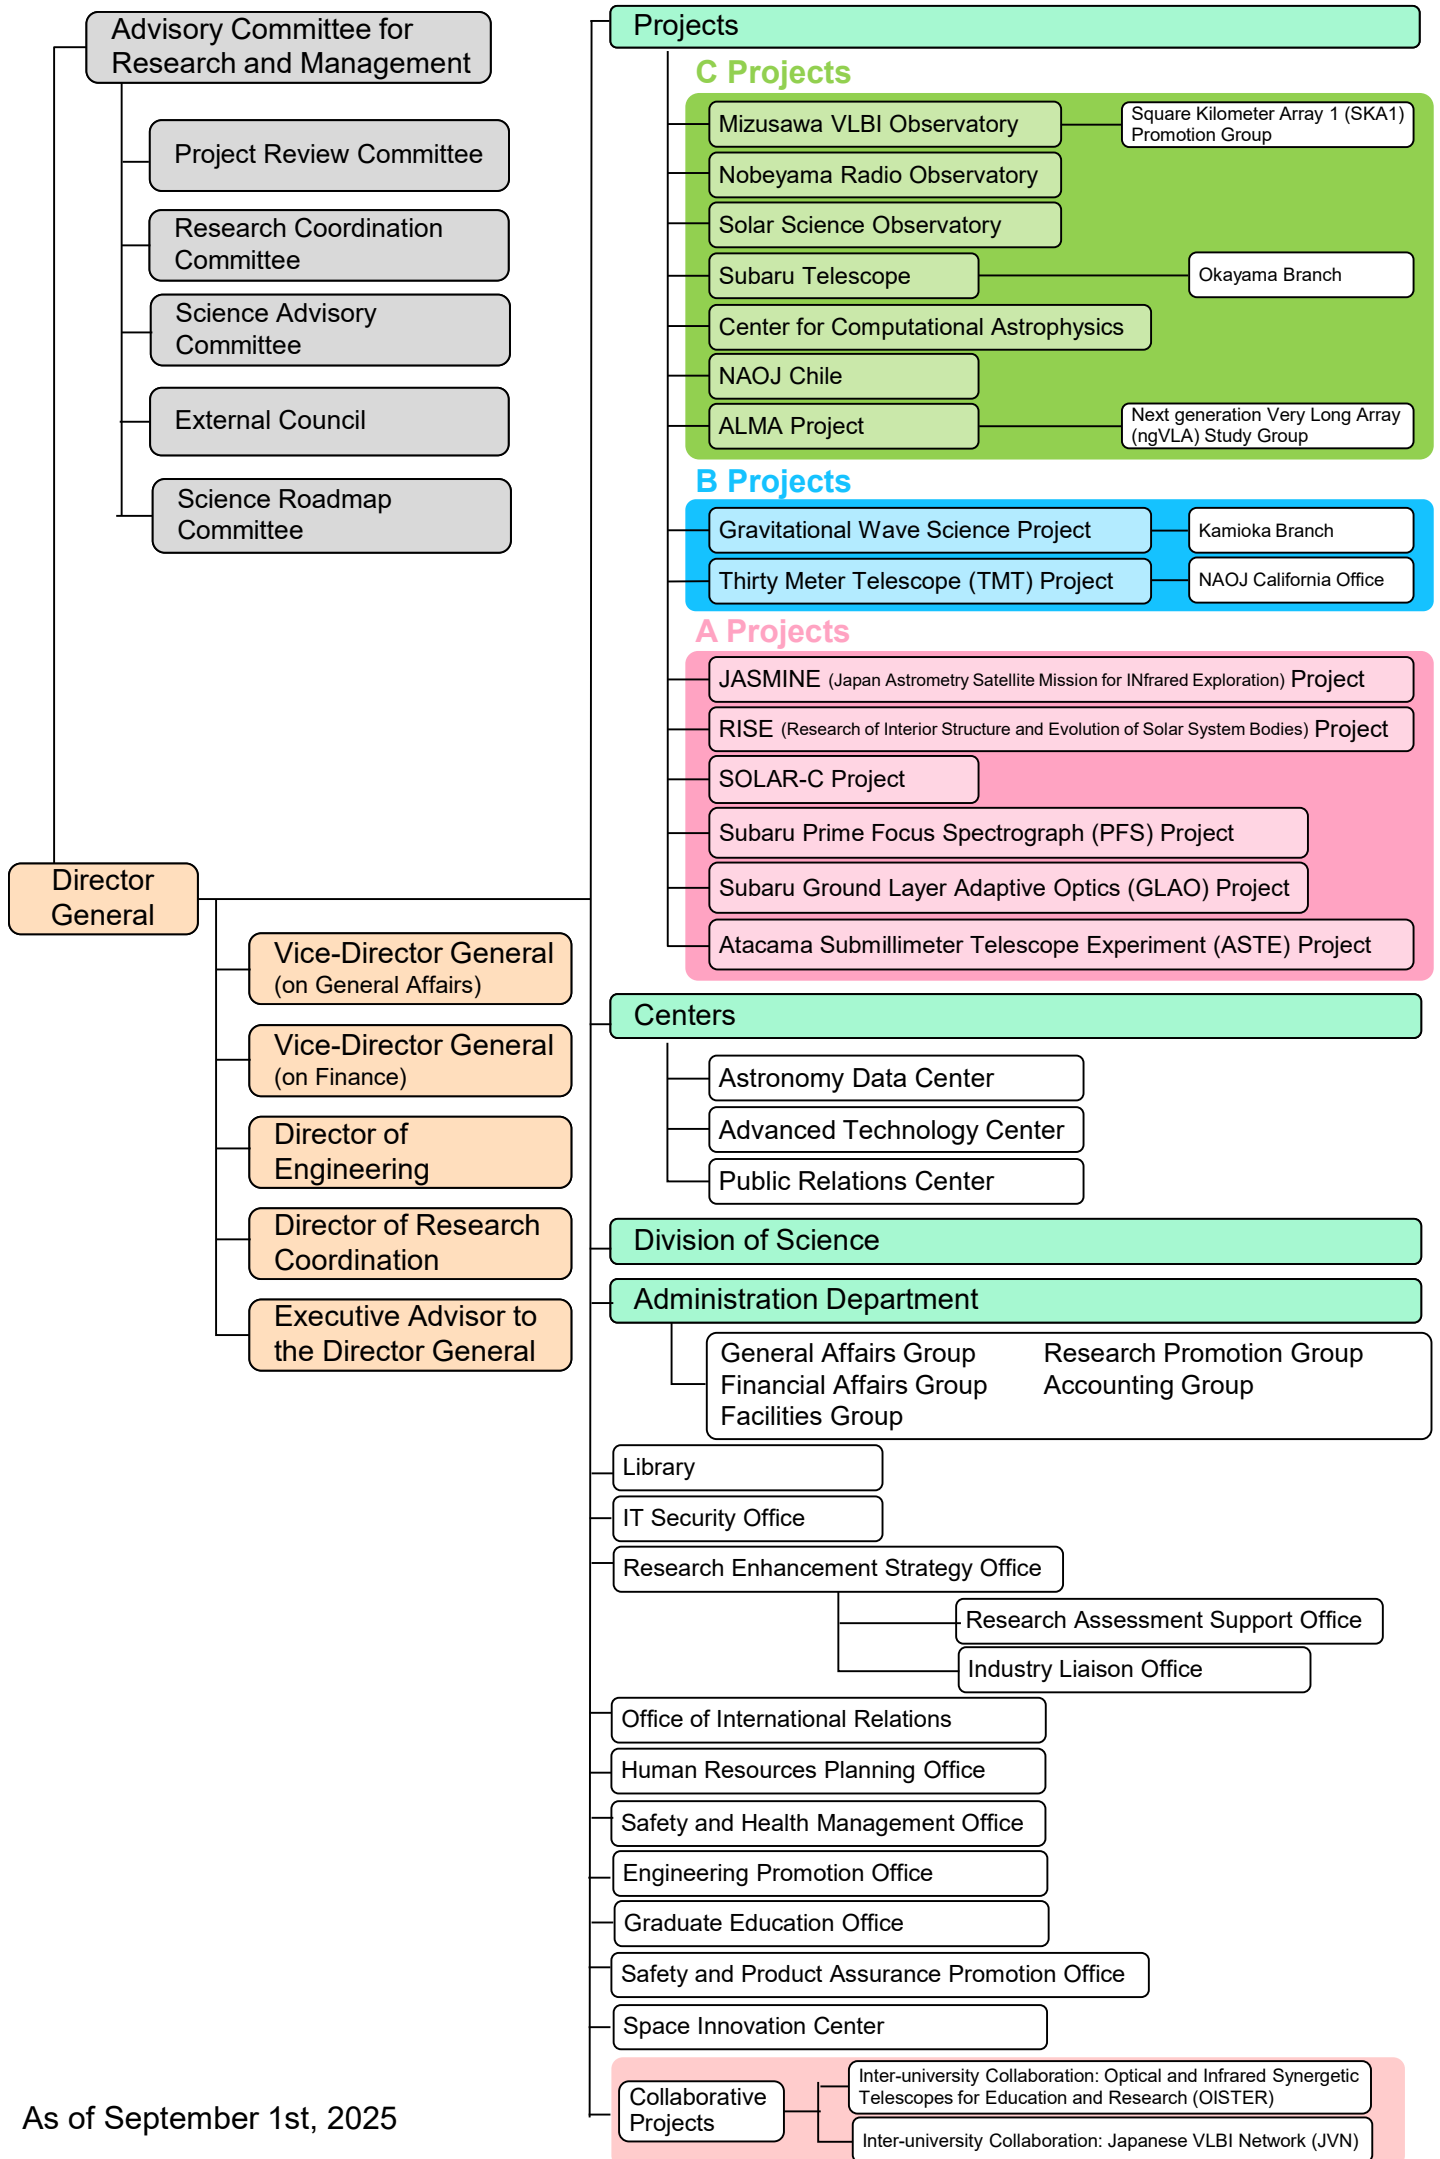 Advisory Committee for
Research and Management
Project Review Committee
Research Coordination
Committee
Science Advisory
Committee
External Council
Science Roadmap
Committee
Director
General
Vice-Director General
(on General Affairs)
Vice-Director General
(on Finance)
Director of
Engineering
Director of Research
Coordination
Executive Advisor to
the Director General
Projects
C Projects
Mizusawa VLBI Observatory
Square Kilometer Array 1 (SKA1)
Promotion Group
Nobeyama Radio Observatory
Solar Science Observatory
Subaru Telescope
Okayama Branch
Center for Computational Astrophysics
NAOJ Chile
ALMA Project
Next generation Very Long Array
(ngVLA) Study Group
B Projects
Gravitational Wave Science Project
Kamioka Branch
Thirty Meter Telescope (TMT) Project
NAOJ California Office
A Projects
JASMINE (Japan Astrometry Satellite Mission for INfrared Exploration) Project
RISE (Research of Interior Structure and Evolution of Solar System Bodies) Project
SOLAR-C Project
Subaru Prime Focus Spectrograph (PFS) Project
Subaru Ground Layer Adaptive Optics (GLAO) Project
Atacama Submillimeter Telescope Experiment (ASTE) Project
Centers
Astronomy Data Center
Advanced Technology Center
Public Relations Center
Division of Science
Administration Department
General Affairs Group Research Promotion Group
Financial Affairs Group Accounting Group
Facilities Group
Library
IT Security Office
Research Enhancement Strategy Office
Research Assessment Support Office
Industry Liaison Office
Office of International Relations
Human Resources Planning Office
Safety and Health Management Office
Engineering Promotion Office
Graduate Education Office
Safety and Product Assurance Promotion Office
Space Innovation Center
Collaborative
Projects
Inter-university Collaboration: Optical and Infrared Synergetic
Telescopes for Education and Research (OISTER)
Inter-university Collaboration: Japanese VLBI Network (JVN)
As of September 1st, 2025